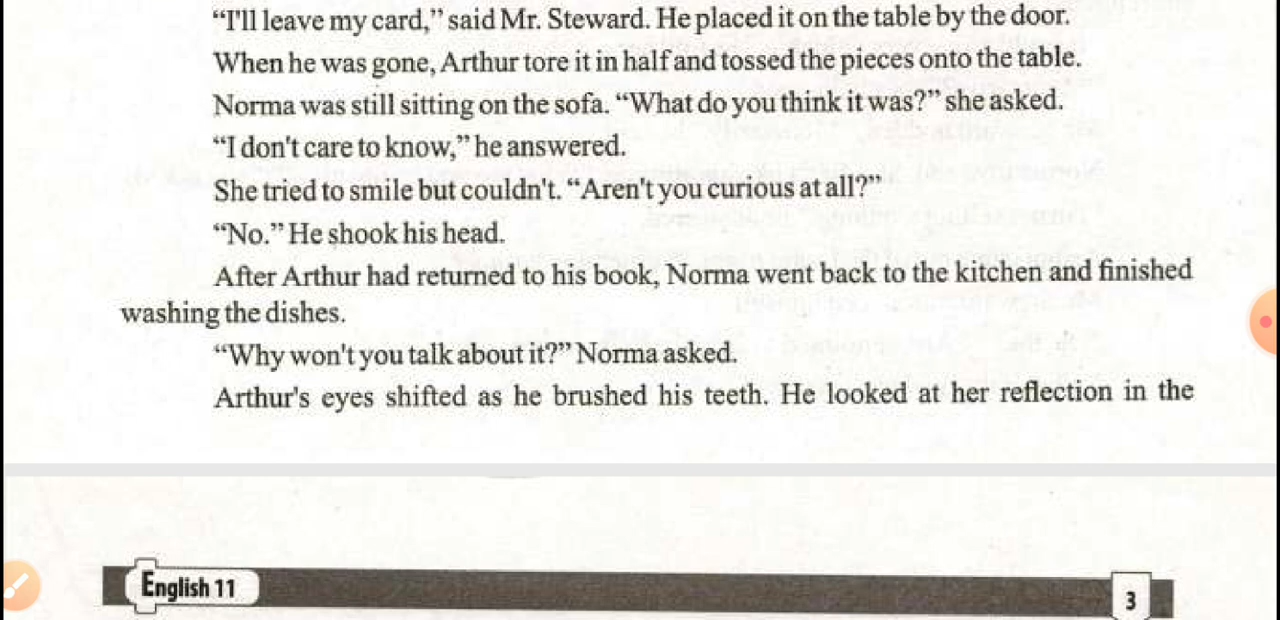 “I'll leave my card,” said Mr. Steward. He placed it on the table by the door.
When he was gone, Arthur tore it in half and tossed the pieces onto the table.
Norma was still sitting on the sofa. “What do you think it was?” she asked.
“I don't care to know,” he answered.
She tried to smile but couldn't. “Aren't you curious at all?”
“No.” He shook his head.
After Arthur had returned to his book, Norma went back to the kitchen and finished
washing the dishes.
“Why won't you talk about it?” Norma asked.
Arthur's eyes shifted as he brushed his teeth. He looked at her reflection in the
English 11
3